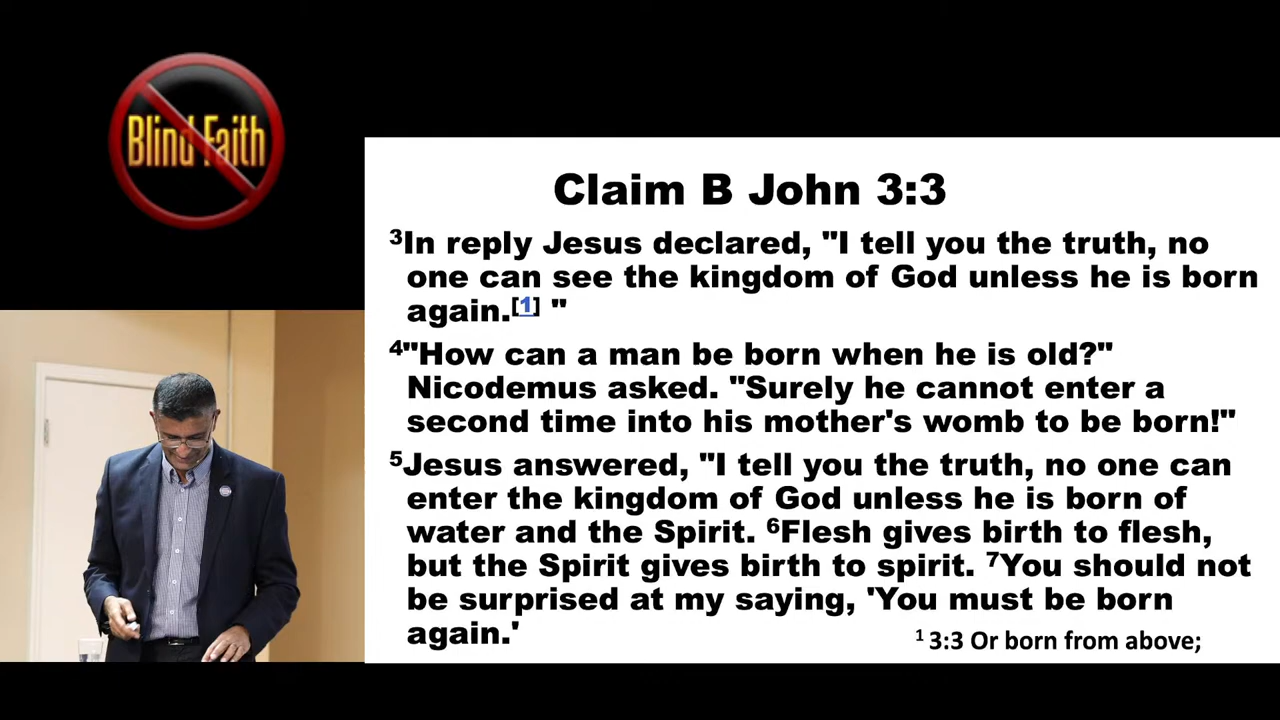 Blind Faith
Claim B John 3:3
³In reply Jesus declared, "I tell you the truth, no
one can see the kingdom of God unless he is born
again.[1] "
⁴"How can a man be born when he is old?"
Nicodemus asked. "Surely he cannot enter a
second time into his mother's womb to be born!"
⁵Jesus answered, "I tell you the truth, no one can
enter the kingdom of God unless he is born of
water and the Spirit. ⁶Flesh gives birth to flesh,
but the Spirit gives birth to spirit. ⁷You should not
be surprised at my saying, 'You must be born
again.'
¹ 3:3 Or born from above;